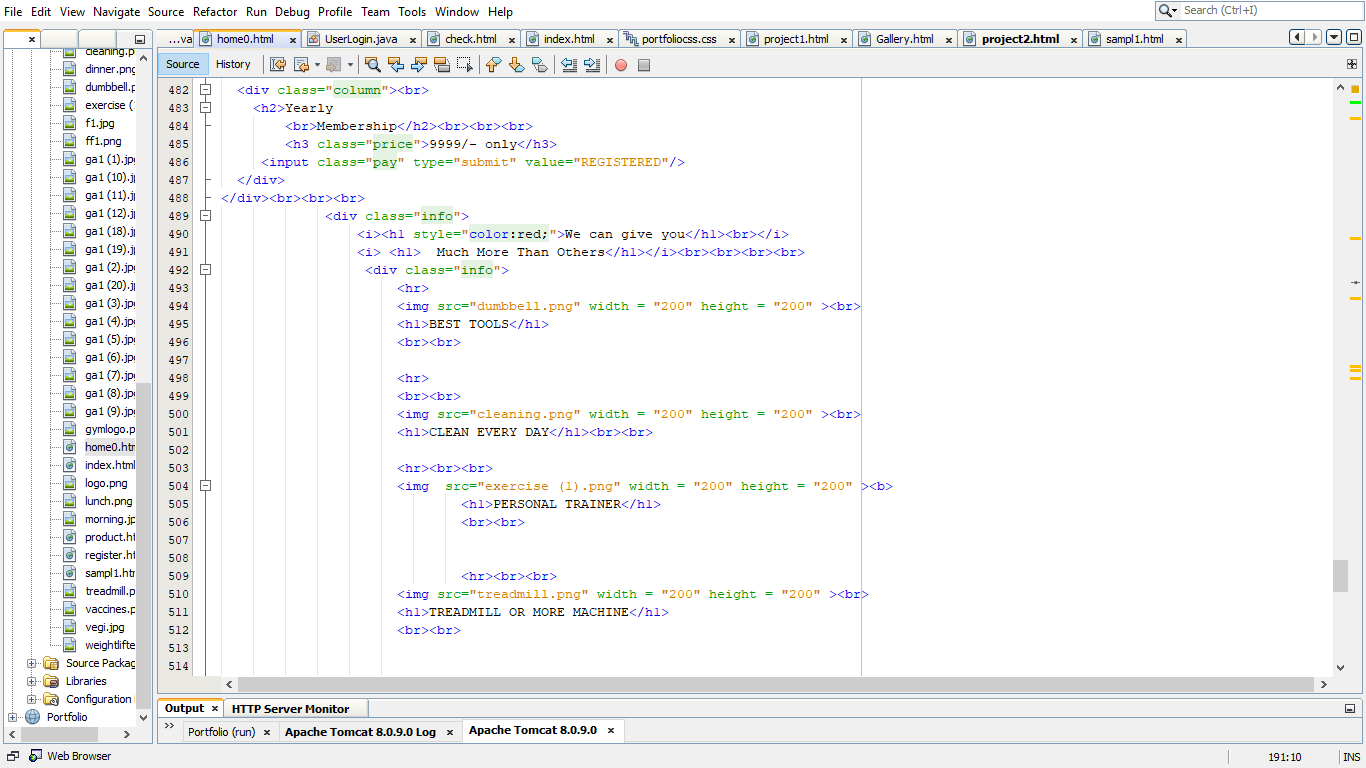 File Edit View Navigate Source Refactor Run Debug Profile Team Tools Window Help
Search (Ctrl+I)
...va home0.html UserLogin.java check.html index.html portfoliocss.css project1.html Gallery.html project2.html sampl1.html
Source History
cleaning.p
dinner.png
dumbbell.p
exercise (
f1.jpg
ff1.png
ga1 (1).jp
ga1 (10).j
ga1 (11).j
ga1 (12).j
ga1 (18).j
ga1 (19).j
ga1 (2).jp
ga1 (20).j
ga1 (3).jp
ga1 (4).jp
ga1 (5).jp
ga1 (6).jp
ga1 (7).jp
ga1 (8).jp
ga1 (9).jp
gymlogo.p
home0.htm
index.html
logo.png
lunch.png
morning.jp
product.ht
register.ht
sampl1.htm
treadmill.p
vaccines.p
vegi.jpg
weightlifte
Source Packag
Libraries
Configuration
Portfolio
482 <div class="column"><br>
483 <h2>Yearly
484 <br>Membership</h2><br><br><br>
485 <h3 class="price">9999/- only</h3>
486 <input class="pay" type="submit" value="REGISTERED"/>
487 </div>
488 </div><br><br><br>
489 <div class="info">
490 <i><h1 style="color:red;">We can give you</h1><br></i>
491 <i> <h1>  Much More Than Others</h1></i><br><br><br><br>
492 <div class="info">
493 <hr>
494 <img src="dumbbell.png" width = "200" height = "200" ><br>
495 <h1>BEST TOOLS</h1>
496 <br><br>
497
498 <hr>
499 <br><br>
500 <img src="cleaning.png" width = "200" height = "200" ><br>
501 <h1>CLEAN EVERY DAY</h1><br><br>
502
503 <hr><br><br>
504 <img  src="exercise (1).png" width = "200" height = "200" ><b>
505 <h1>PERSONAL TRAINER</h1>
506 <br><br>
507
508
509 <hr><br><br>
510 <img src="treadmill.png" width = "200" height = "200" ><br>
511 <h1>TREADMILL OR MORE MACHINE</h1>
512 <br><br>
513
514
Output HTTP Server Monitor
Portfolio (run) Apache Tomcat 8.0.9.0 Log Apache Tomcat 8.0.9.0
Web Browser 191:10 INS